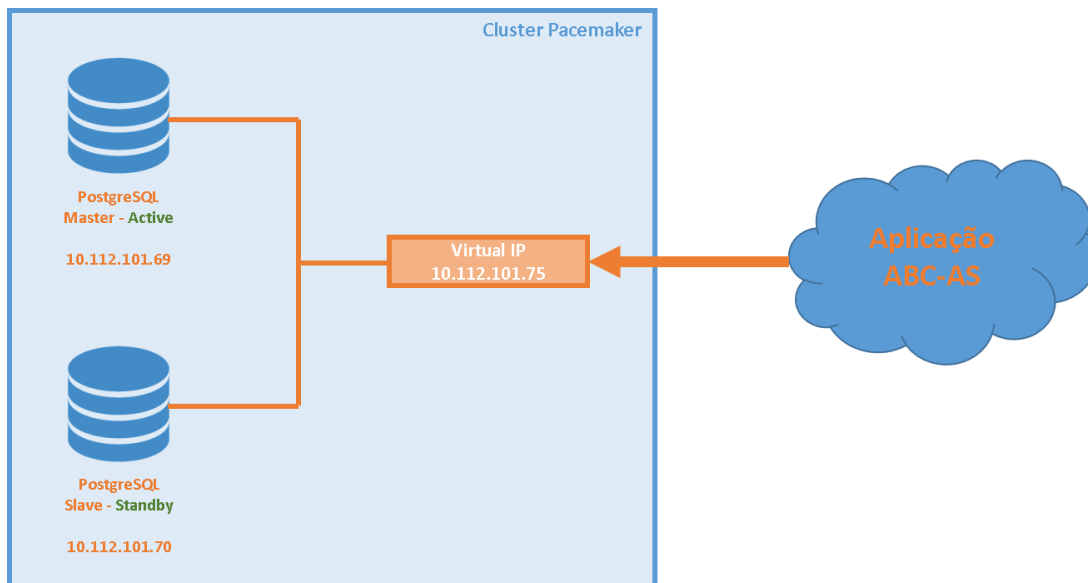 Cluster Pacemaker
PostgreSQL
Master - Active
10.112.101.69
Virtual IP
10.112.101.75
Aplicação
ABC-AS
PostgreSQL
Slave - Standby
10.112.101.70